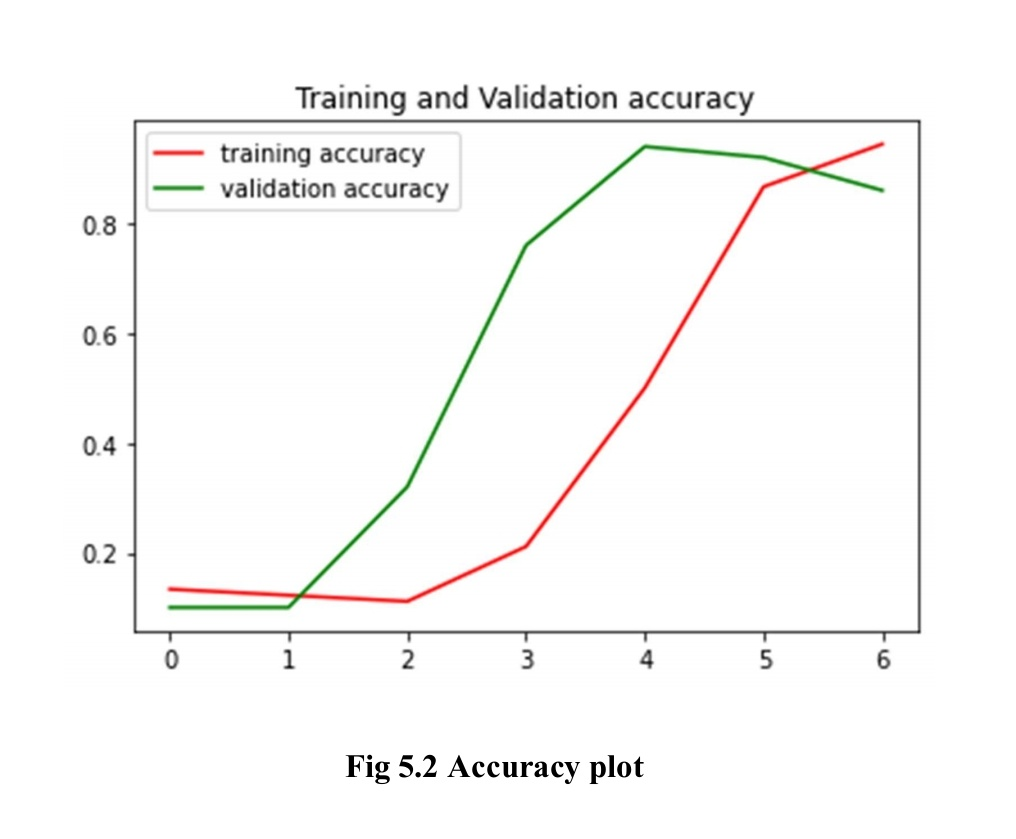 Training and Validation accuracy
training accuracy
validation accuracy
0.8
0.6
0.4
0.2
0 1 2 3 4 5 6
Fig 5.2 Accuracy plot